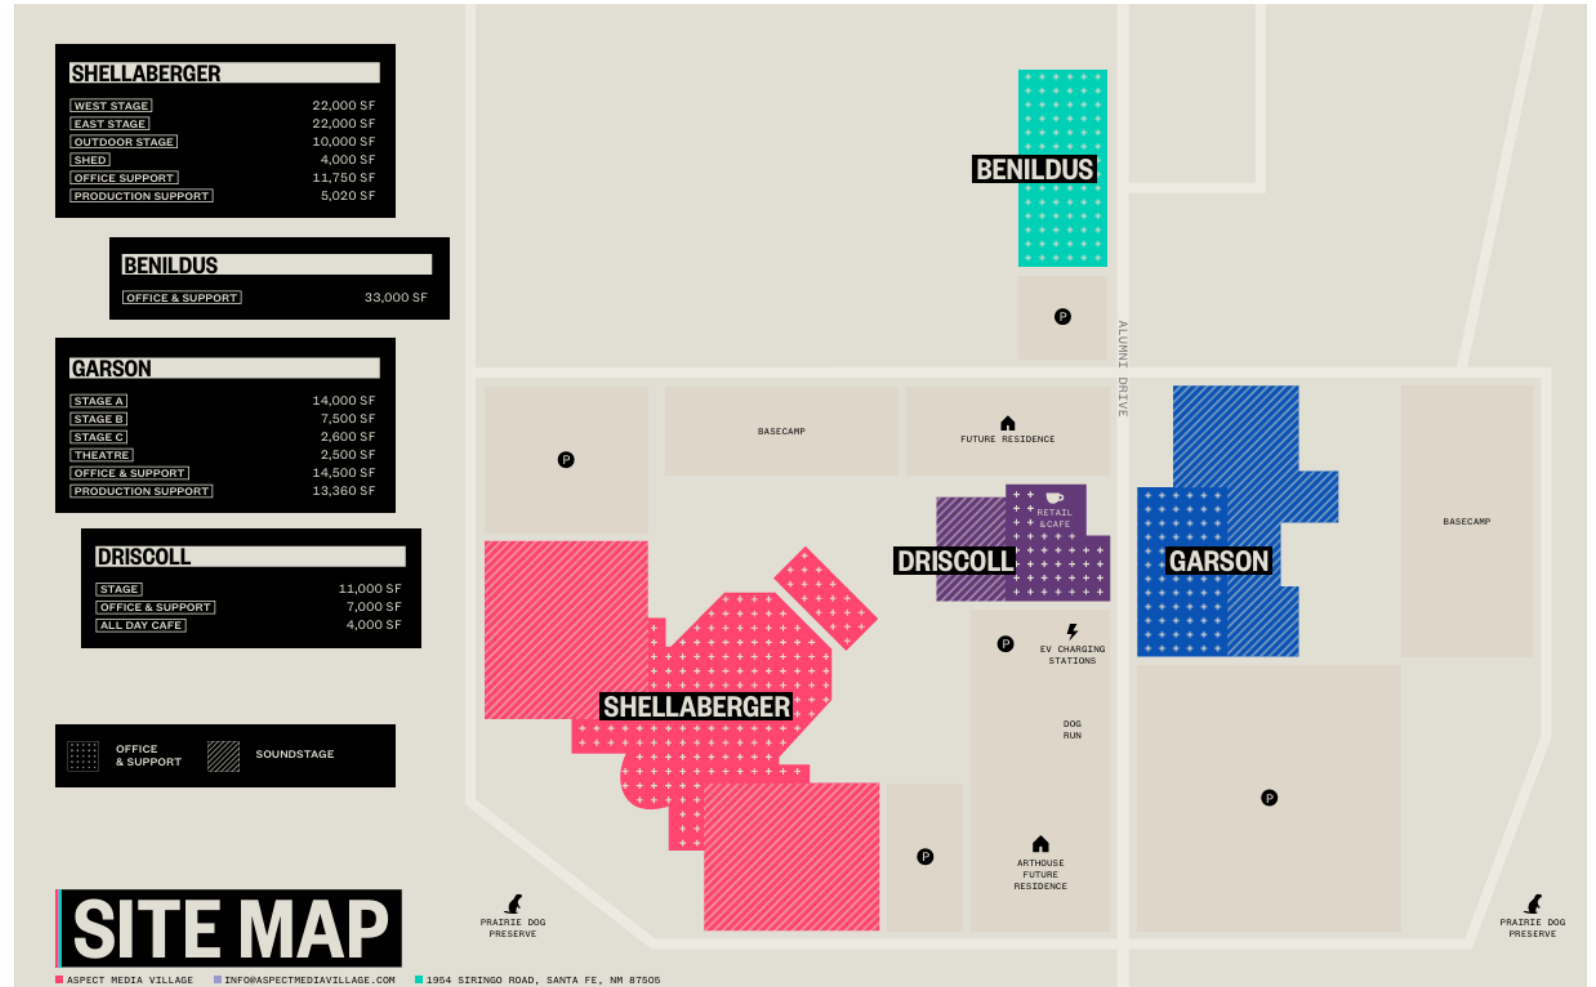 SHELLABERGER
WEST STAGE 22,000 SF
EAST STAGE 22,000 SF
OUTDOOR STAGE 10,000 SF
SHED 4,000 SF
OFFICE SUPPORT 11,750 SF
PRODUCTION SUPPORT 5,020 SF
BENILDUS
OFFICE & SUPPORT 33,000 SF
GARSON
STAGE A 14,000 SF
STAGE B 7,500 SF
STAGE C 2,600 SF
THEATRE 2,500 SF
OFFICE & SUPPORT 14,500 SF
PRODUCTION SUPPORT 13,360 SF
DRISCOLL
STAGE 11,000 SF
OFFICE & SUPPORT 7,000 SF
ALL DAY CAFE 4,000 SF
OFFICE
& SUPPORT
SOUNDSTAGE
SITE MAP
ASPECT MEDIA VILLAGE INFO@ASPECTMEDIAVILLAGE.COM 1954 SIRINGO ROAD, SANTA FE, NM 87505
BENILDUS
P
ALUMNI DRIVE
P
BASECAMP
FUTURE RESIDENCE
RETAIL
&CAFE
DRISCOLL
GARSON
BASECAMP
P
EV CHARGING
STATIONS
SHELLABERGER
DOG
RUN
P
P
ARTHOUSE
FUTURE
RESIDENCE
PRAIRIE DOG
PRESERVE
PRAIRIE DOG
PRESERVE